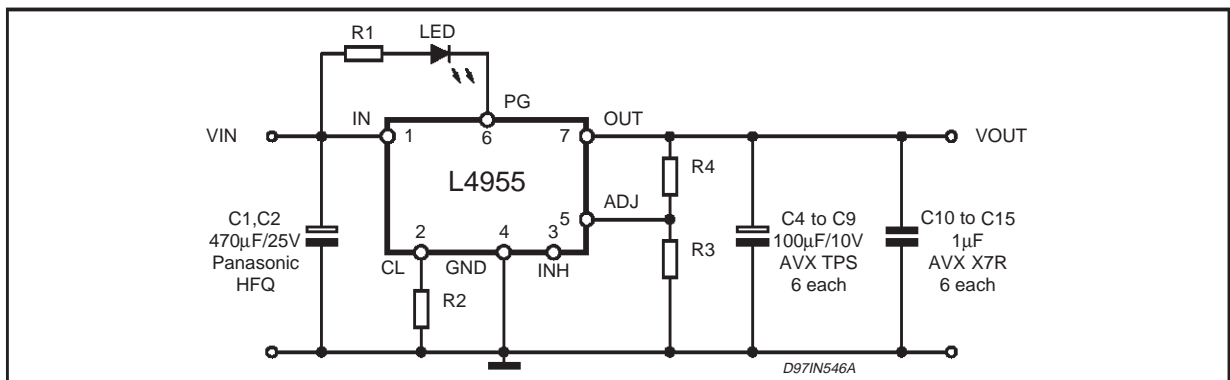 R1
LED
PG
VIN
IN
1
6
7
OUT
VOUT
L4955
R4
ADJ
5
C1,C2
470μF/25V
Panasonic
HFQ
2
4
3
CL
GND
INH
R2
R3
C4 to C9
100μF/10V
AVX TPS
6 each
C10 to C15
1μF
AVX X7R
6 each
D97IN546A